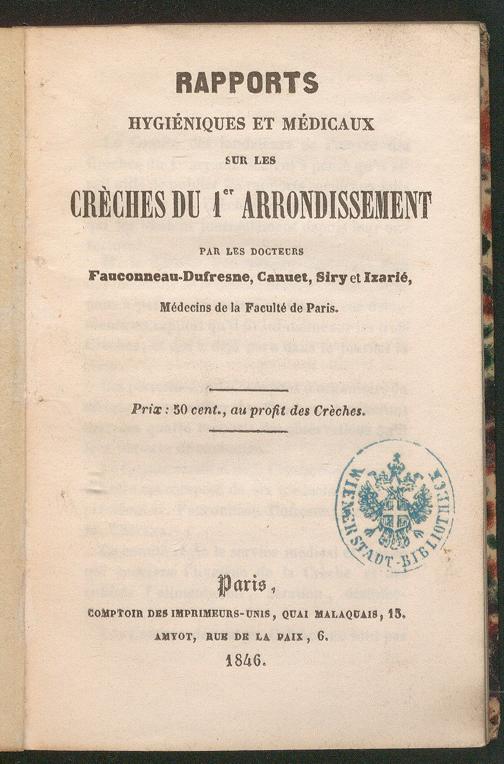 RAPPORTS
HYGIÉNIQUES ET MÉDICAUX
SUR LES
CRÈCHES DU 1er ARRONDISSEMENT
PAR LES DOCTEURS
Fauconneau-Dufresne, Canuet, Siry et Izarié,
Médecins de la Faculté de Paris.
Prix : 50 cent., au profit des Crèches.
WIENER STADT-BIBLIOTHECK
Paris,
COMPTOIR DES IMPRIMEURS-UNIS, QUAI MALAQUAIS, 15.
AMYOT, RUE DE LA PAIX, 6.
1846.